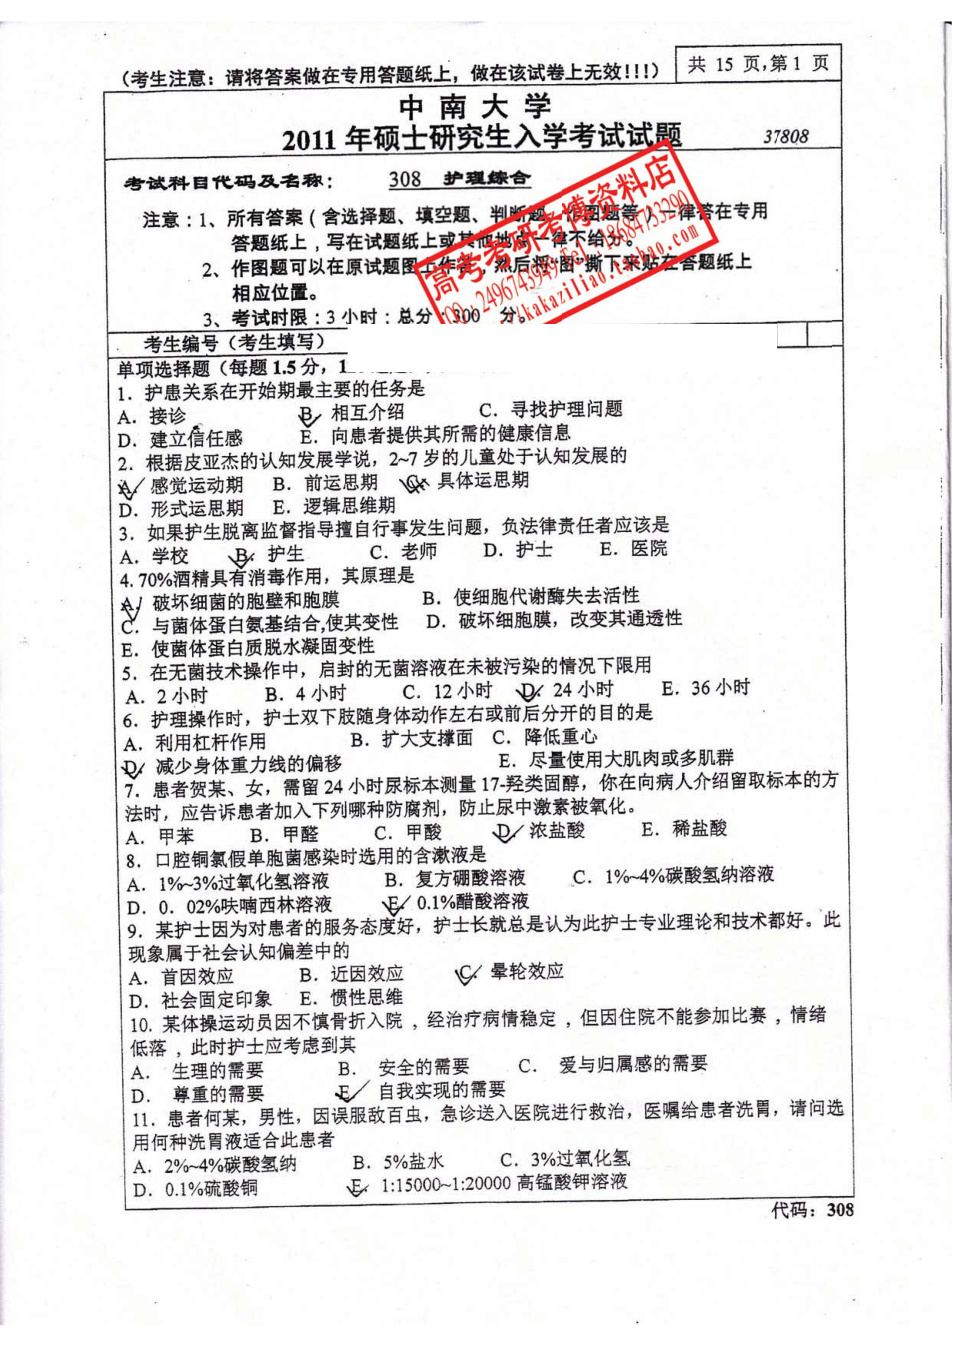 (考生注意：请将答案做在专用答题纸上，做在该试卷上无效!!!)
共 15 页,第 1 页
中 南 大 学
2011 年硕士研究生入学考试试题
37808
考试科目代码及名称： 308 护理综合
注意：1、所有答案（含选择题、填空题、判断题、作图题等）一律答在专用
答题纸上，写在试题纸上或其他地点一律不给分。
2、作图题可以在原试题图上作答，然后将"图"撕下来贴在答题纸上
相应位置。
3、考试时限：3 小时；总分：300 分。
高考考研考博资料店
QQ：2496743949 Tel：18684733290
kakaziliao.taobao.com
考生编号（考生填写）
单项选择题（每题 1.5 分，1
1．护患关系在开始期最主要的任务是
A．接诊 B．相互介绍 C．寻找护理问题
D．建立信任感 E．向患者提供其所需的健康信息
2．根据皮亚杰的认知发展学说，2~7 岁的儿童处于认知发展的
A．感觉运动期 B．前运思期 C．具体运思期
D．形式运思期 E．逻辑思维期
3．如果护生脱离监督指导擅自行事发生问题，负法律责任者应该是
A．学校 B．护生 C．老师 D．护士 E．医院
4. 70%酒精具有消毒作用，其原理是
A．破坏细菌的胞壁和胞膜 B．使细胞代谢酶失去活性
C．与菌体蛋白氨基结合,使其变性 D．破坏细胞膜，改变其通透性
E．使菌体蛋白质脱水凝固变性
5．在无菌技术操作中，启封的无菌溶液在未被污染的情况下限用
A．2 小时 B．4 小时 C．12 小时 D．24 小时 E．36 小时
6．护理操作时，护士双下肢随身体动作左右或前后分开的目的是
A．利用杠杆作用 B．扩大支撑面 C．降低重心
D．减少身体重力线的偏移 E．尽量使用大肌肉或多肌群
7．患者贺某、女，需留 24 小时尿标本测量 17-羟类固醇，你在向病人介绍留取标本的方
法时，应告诉患者加入下列哪种防腐剂，防止尿中激素被氧化。
A．甲苯 B．甲醛 C．甲酸 D．浓盐酸 E．稀盐酸
8．口腔铜氯假单胞菌感染时选用的含漱液是
A．1%~3%过氧化氢溶液 B．复方硼酸溶液 C．1%~4%碳酸氢纳溶液
D．0．02%呋喃西林溶液 E．0.1%醋酸溶液
9．某护士因为对患者的服务态度好，护士长就总是认为此护士专业理论和技术都好。此
现象属于社会认知偏差中的
A．首因效应 B．近因效应 C．晕轮效应
D．社会固定印象 E．惯性思维
10. 某体操运动员因不慎骨折入院，经治疗病情稳定，但因住院不能参加比赛，情绪
低落，此时护士应考虑到其
A． 生理的需要 B． 安全的需要 C． 爱与归属感的需要
D． 尊重的需要 E． 自我实现的需要
11．患者何某，男性，因误服敌百虫，急诊送入医院进行救治，医嘱给患者洗胃，请问选
用何种洗胃液适合此患者
A．2%~4%碳酸氢纳 B．5%盐水 C．3%过氧化氢
D．0.1%硫酸铜 E．1:15000~1:20000 高锰酸钾溶液
代码：308